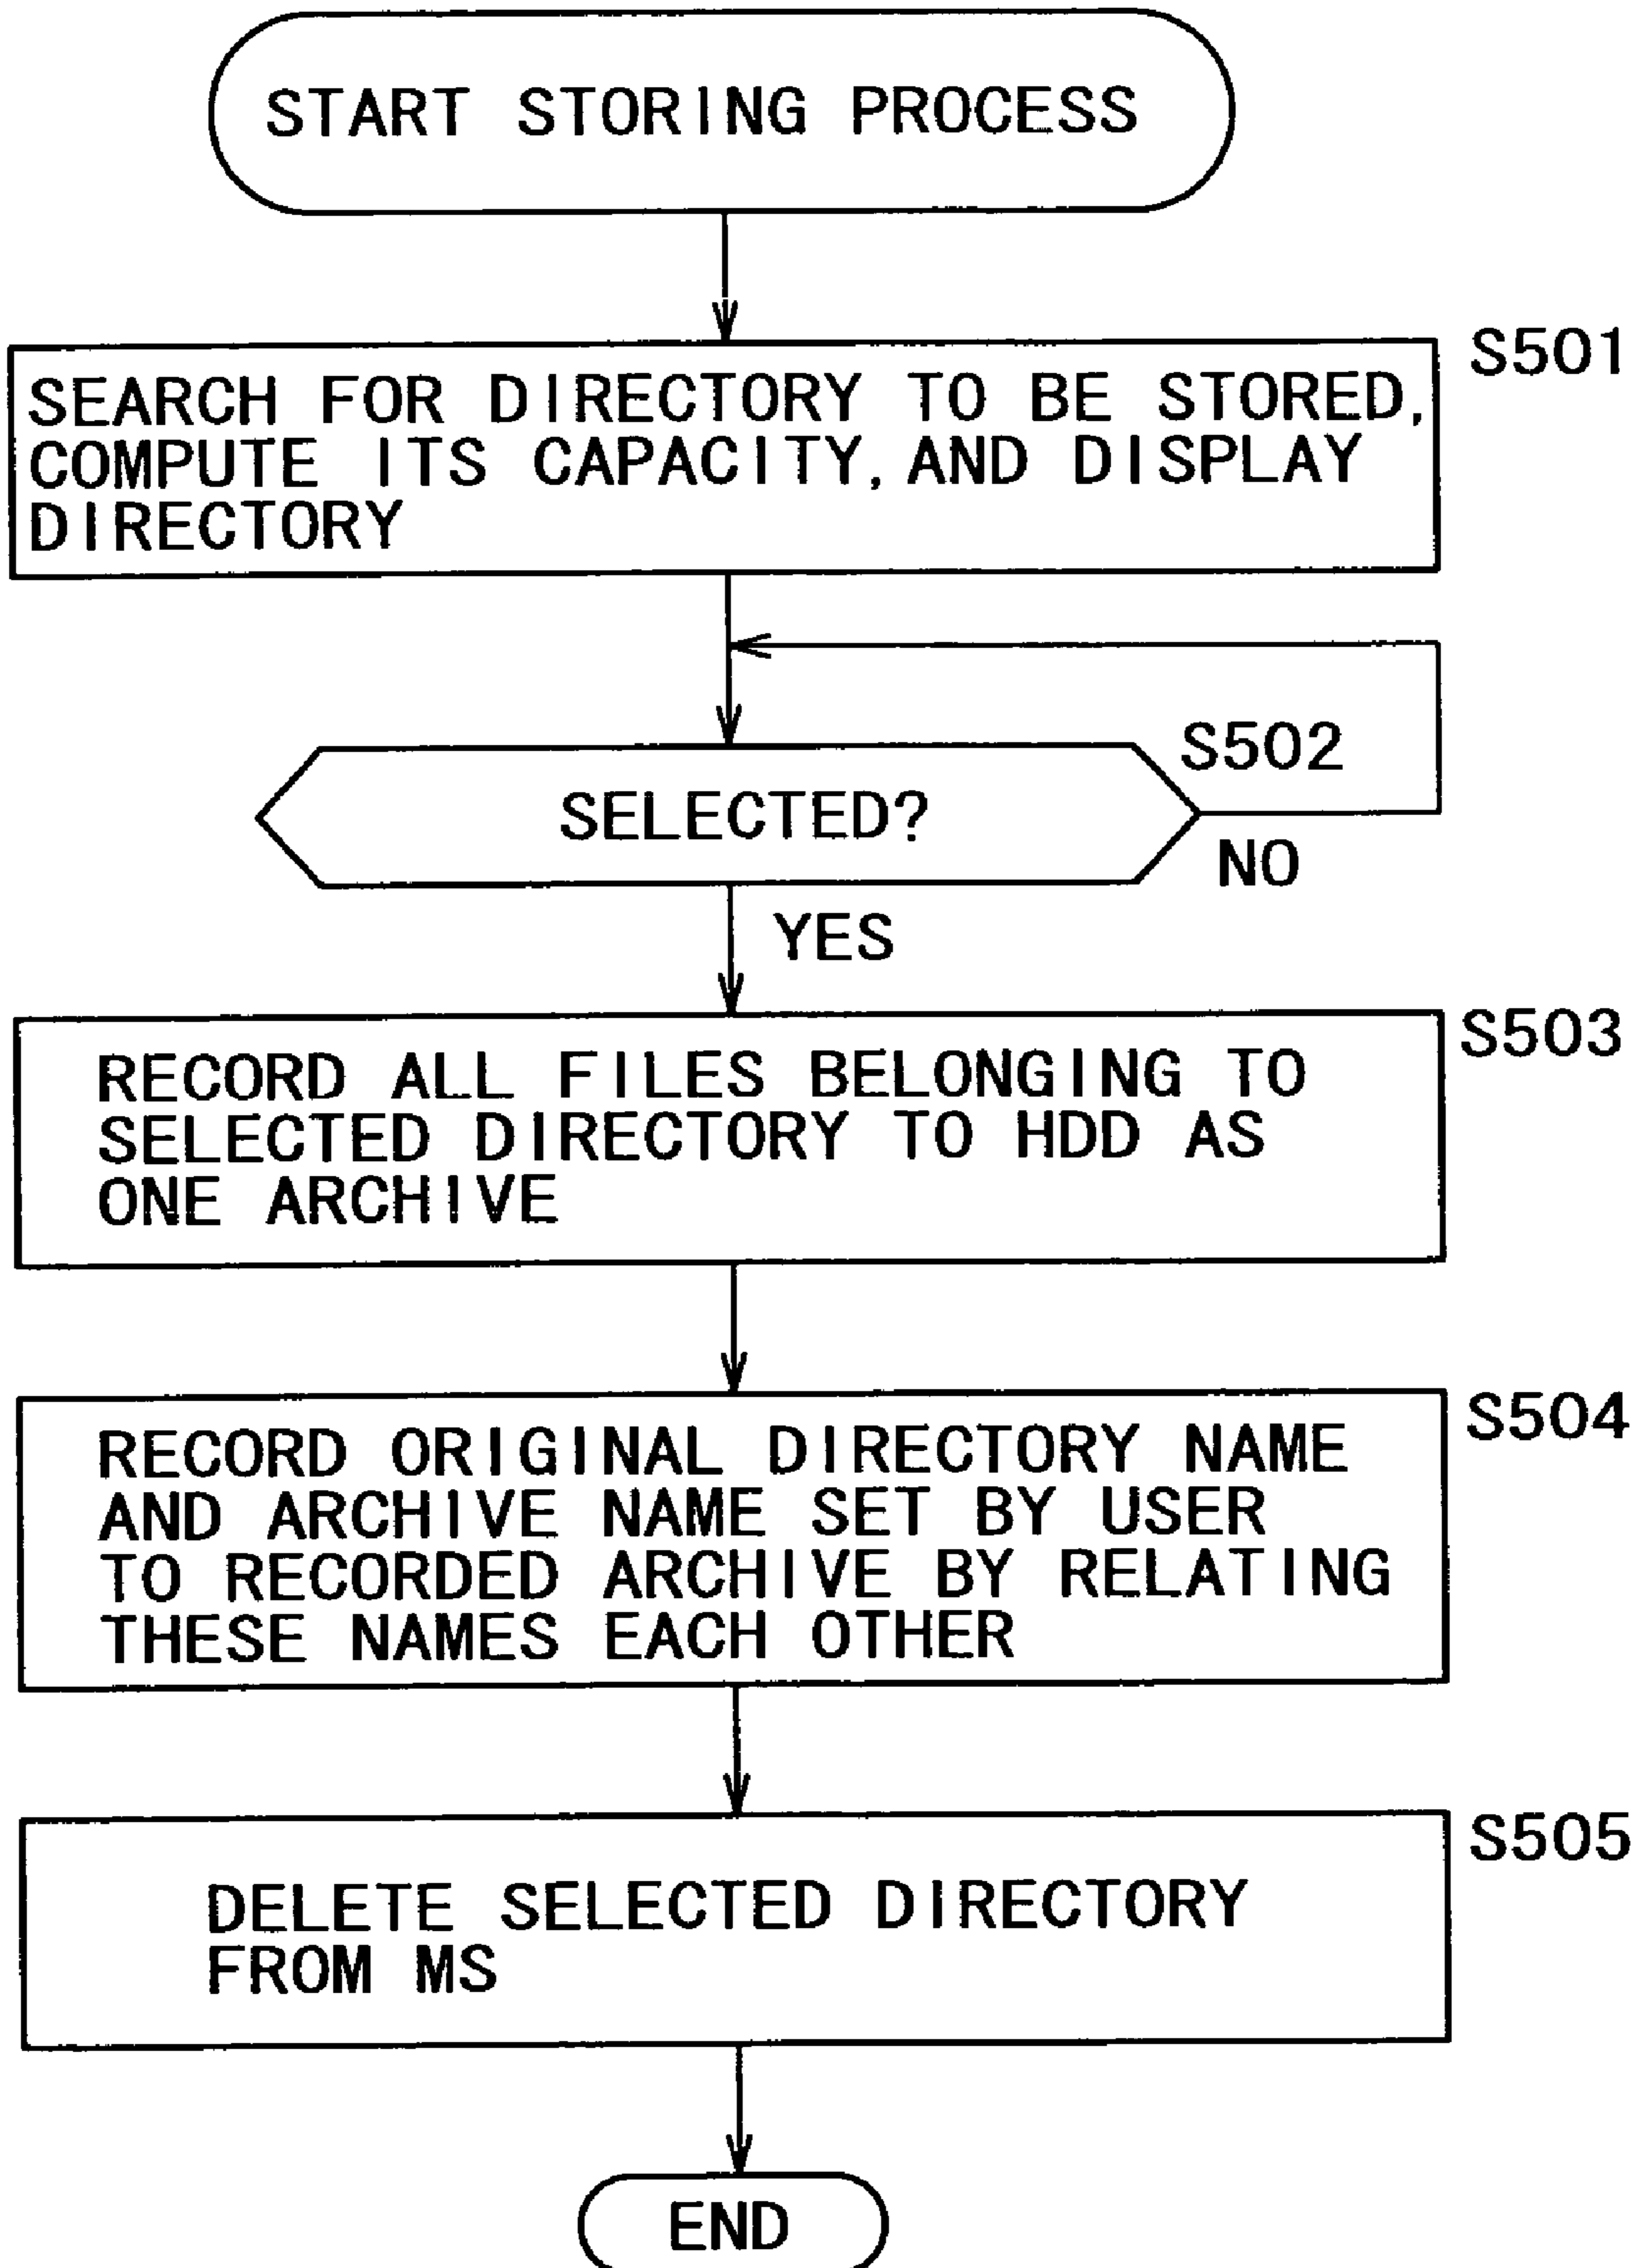 START STORING PROCESS
S501
SEARCH FOR DIRECTORY TO BE STORED,
COMPUTE ITS CAPACITY, AND DISPLAY
DIRECTORY
S502
SELECTED?
NO
YES
S503
RECORD ALL FILES BELONGING TO
SELECTED DIRECTORY TO HDD AS
ONE ARCHIVE
S504
RECORD ORIGINAL DIRECTORY NAME
AND ARCHIVE NAME SET BY USER
TO RECORDED ARCHIVE BY RELATING
THESE NAMES EACH OTHER
S505
DELETE SELECTED DIRECTORY
FROM MS
END